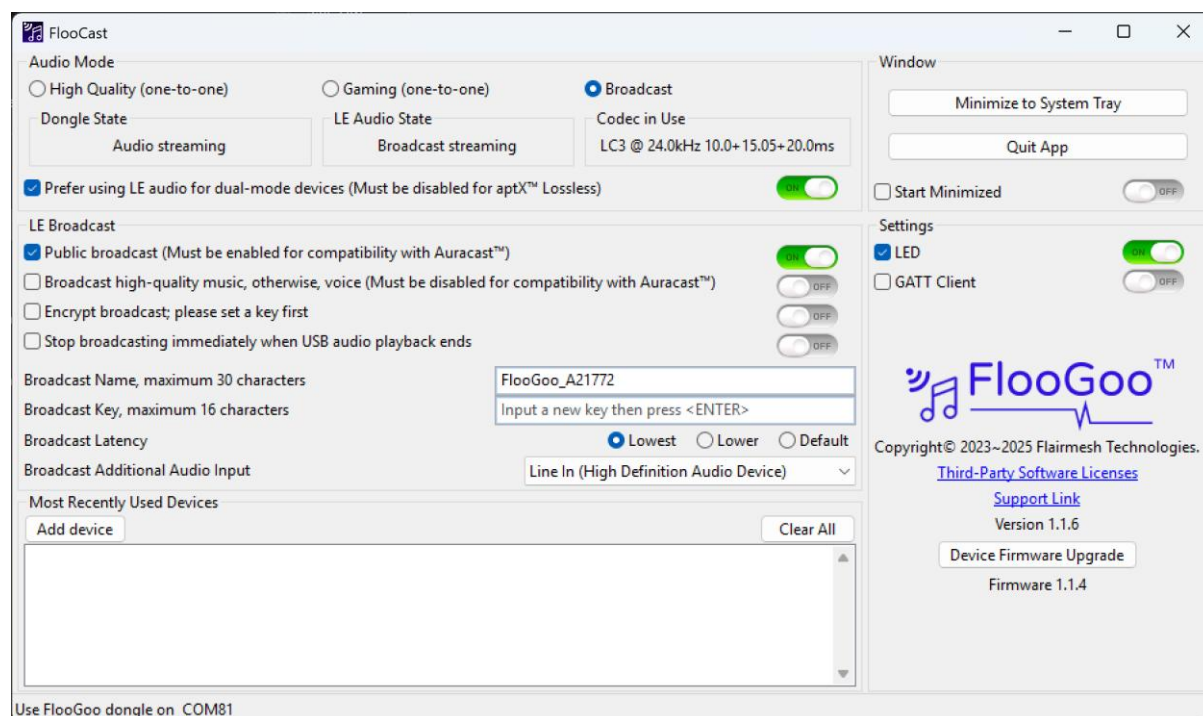 FlooCast
Audio Mode
High Quality (one-to-one)
Gaming (one-to-one)
Broadcast
Dongle State
Audio streaming
LE Audio State
Broadcast streaming
Codec in Use
LC3 @ 24.0kHz 10.0+15.05+20.0ms
Prefer using LE audio for dual-mode devices (Must be disabled for aptX™ Lossless)
ON
LE Broadcast
Public broadcast (Must be enabled for compatibility with Auracast™)
ON
Broadcast high-quality music, otherwise, voice (Must be disabled for compatibility with Auracast™)
OFF
Encrypt broadcast; please set a key first
OFF
Stop broadcasting immediately when USB audio playback ends
OFF
Broadcast Name, maximum 30 characters
FlooGoo_A21772
Broadcast Key, maximum 16 characters
Input a new key then press <ENTER>
Broadcast Latency
Lowest
Lower
Default
Broadcast Additional Audio Input
Line In (High Definition Audio Device)
Most Recently Used Devices
Add device
Clear All
Use FlooGoo dongle on COM81
Window
Minimize to System Tray
Quit App
Start Minimized
OFF
Settings
LED
ON
GATT Client
OFF
FlooGoo™
Copyright© 2023~2025 Flairmesh Technologies.
Third-Party Software Licenses
Support Link
Version 1.1.6
Device Firmware Upgrade
Firmware 1.1.4